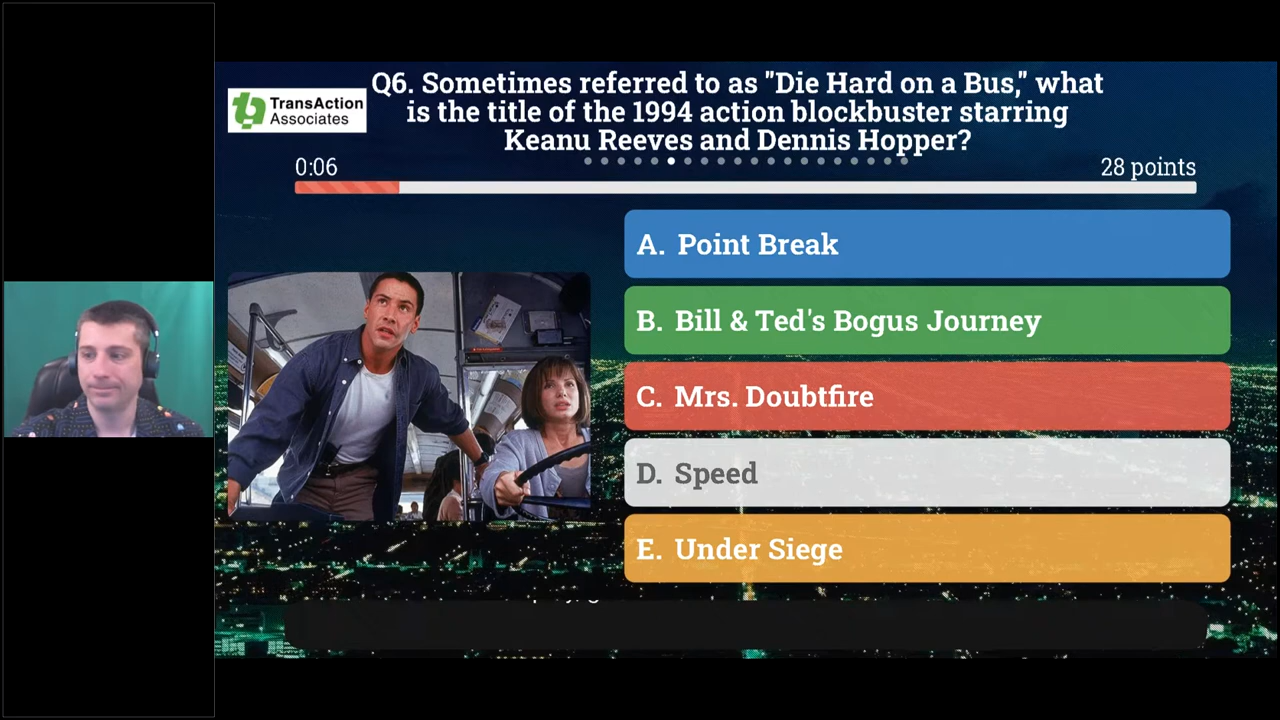 TransAction
Associates
Q6. Sometimes referred to as "Die Hard on a Bus," what
is the title of the 1994 action blockbuster starring
Keanu Reeves and Dennis Hopper?
0:06
28 points
A. Point Break
B. Bill & Ted's Bogus Journey
C. Mrs. Doubtfire
D. Speed
E. Under Siege